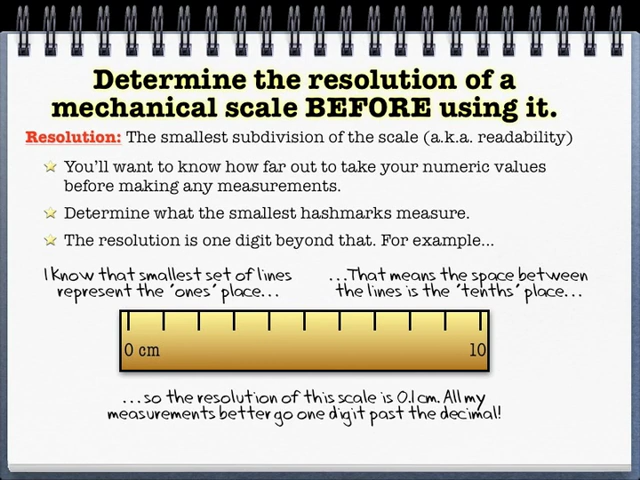 Determine the resolution of a
mechanical scale BEFORE using it.
Resolution: The smallest subdivision of the scale (a.k.a. readability)
You'll want to know how far out to take your numeric values
before making any measurements.
Determine what the smallest hashmarks measure.
The resolution is one digit beyond that. For example...
I know that smallest set of lines
represent the 'ones' place...
...That means the space between
the lines is the 'tenths' place...
0 cm 10
...so the resolution of this scale is 0.1 cm. All my
measurements better go one digit past the decimal!